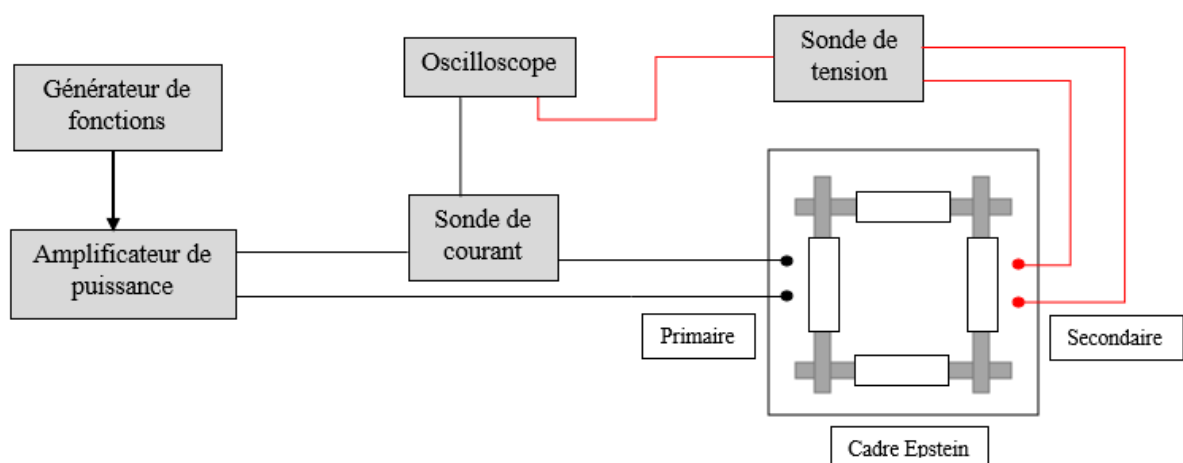 Générateur de
fonctions
Oscilloscope
Sonde de
tension
Amplificateur de
puissance
Sonde de
courant
Primaire
Secondaire
Cadre Epstein